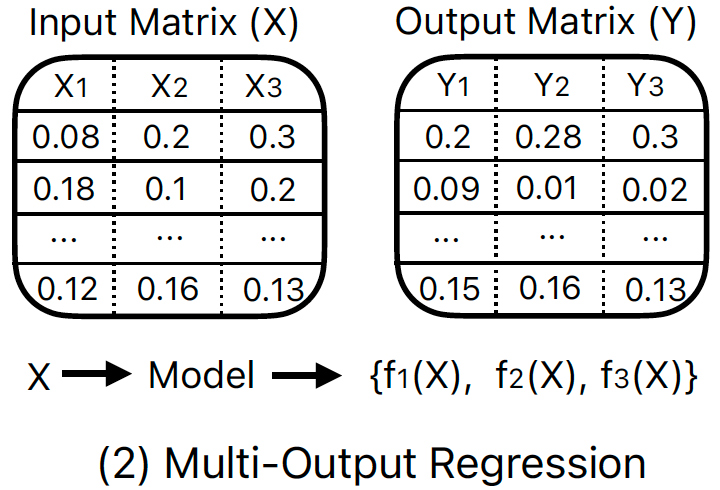 Input Matrix (X)
X1 X2 X3
0.08 0.2 0.3
0.18 0.1 0.2
... ... ...
0.12 0.16 0.13
Output Matrix (Y)
Y1 Y2 Y3
0.2 0.28 0.3
0.09 0.01 0.02
... ... ...
0.15 0.16 0.13
X → Model → {f1(X), f2(X), f3(X)}
(2) Multi-Output Regression